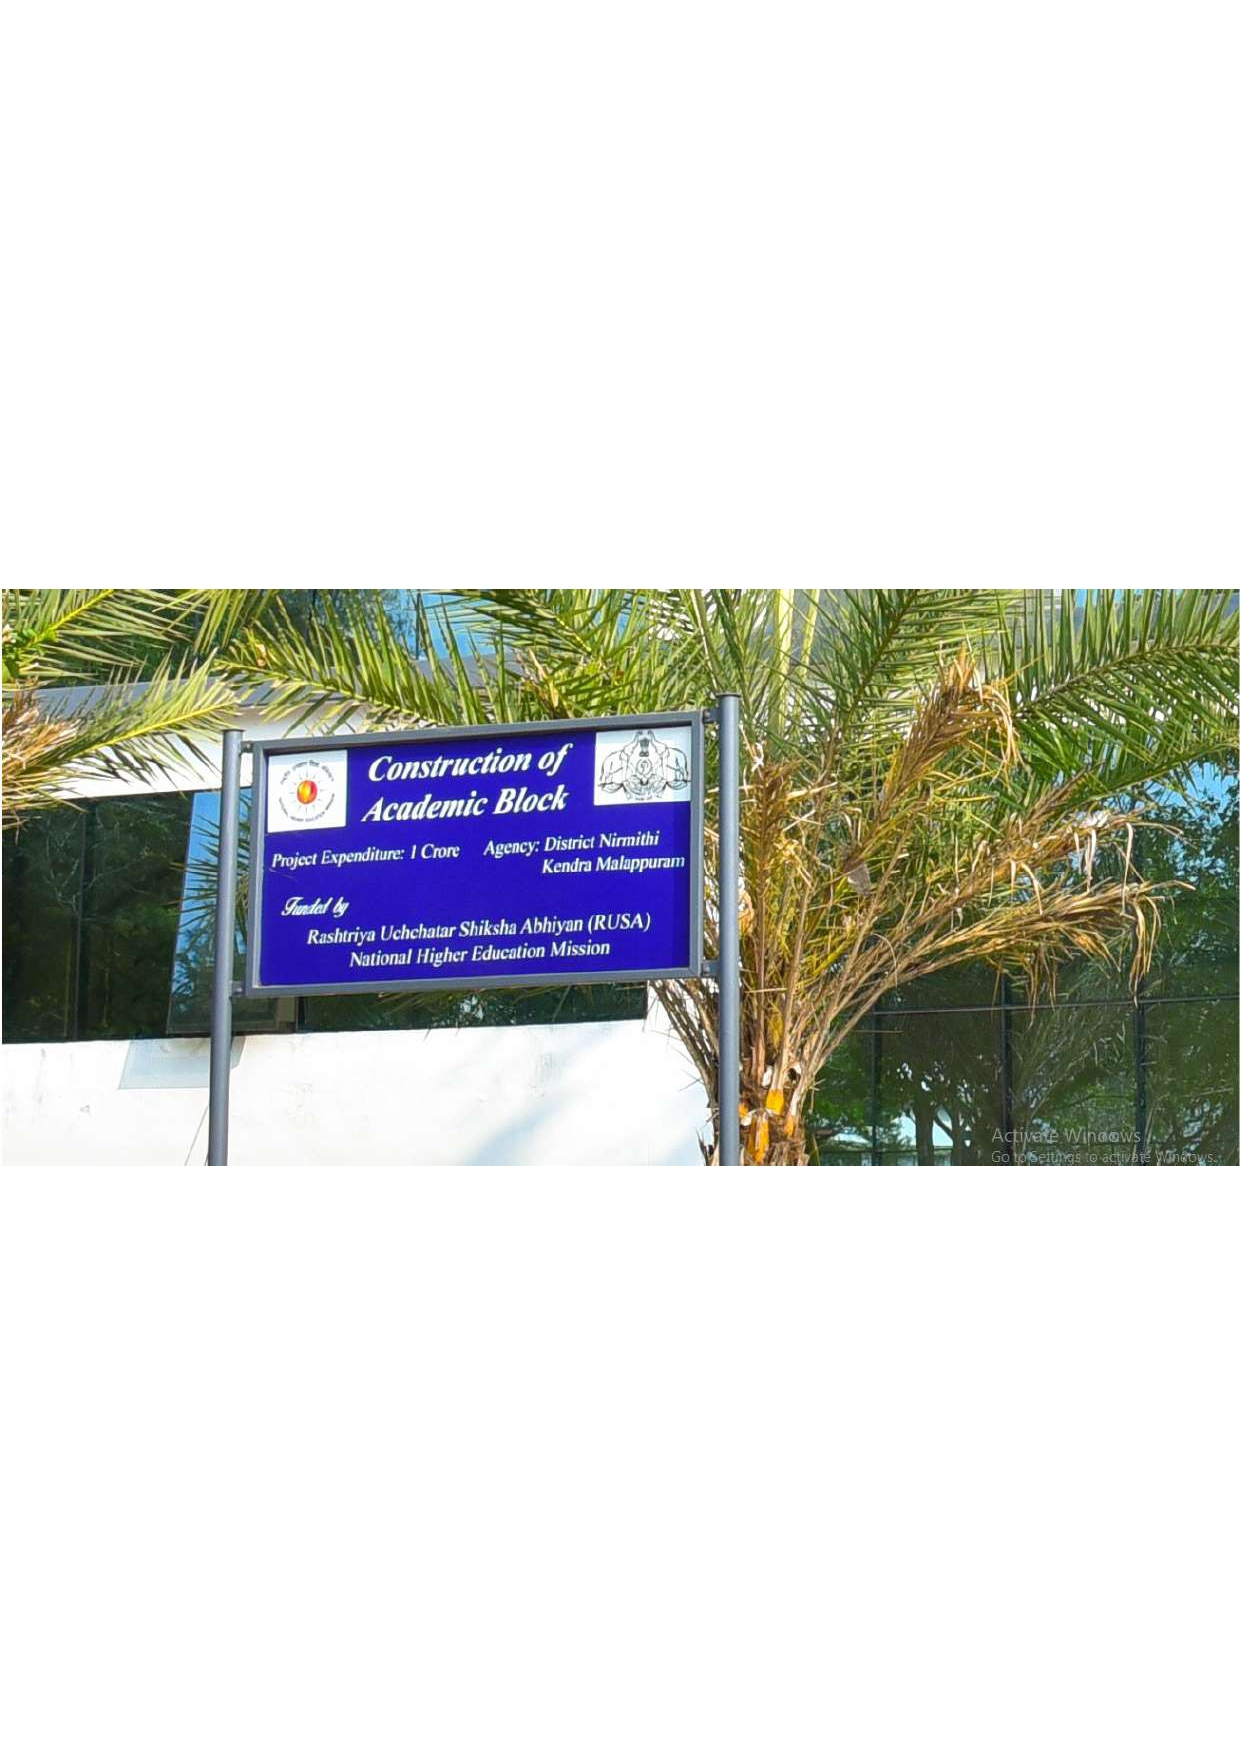 Construction of
Academic Block
Project Expenditure: 1 Crore
Agency: District Nirmithi
Kendra Malappuram
Funded by
Rashtriya Uchchatar Shiksha Abhiyan (RUSA)
National Higher Education Mission
Activate Windows
Go to Settings to activate Windows.